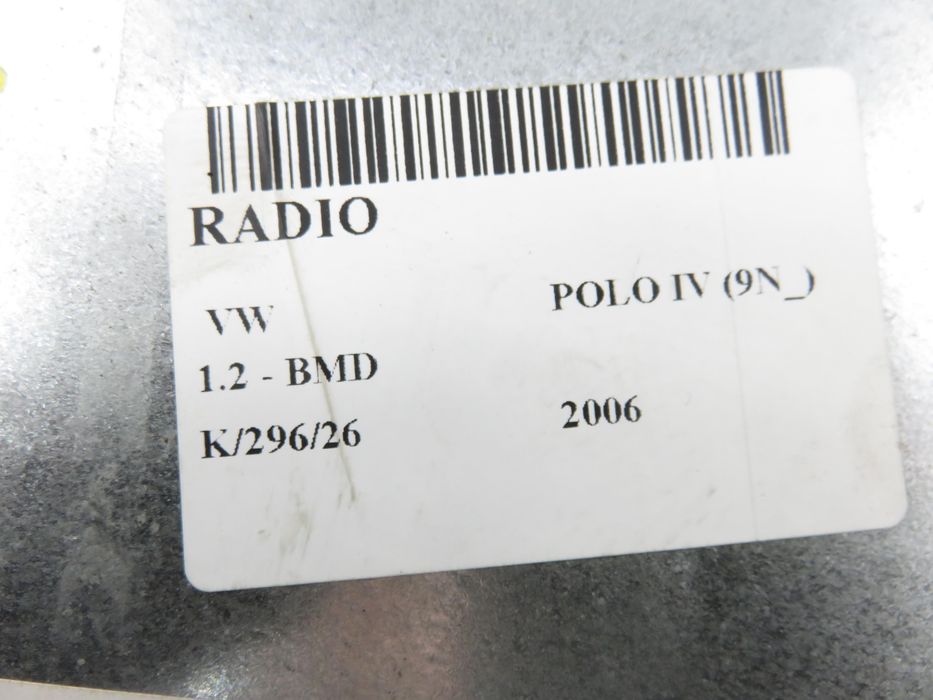 RADIO
VW POLO IV (9N_)
1.2 - BMD
K/296/26 2006